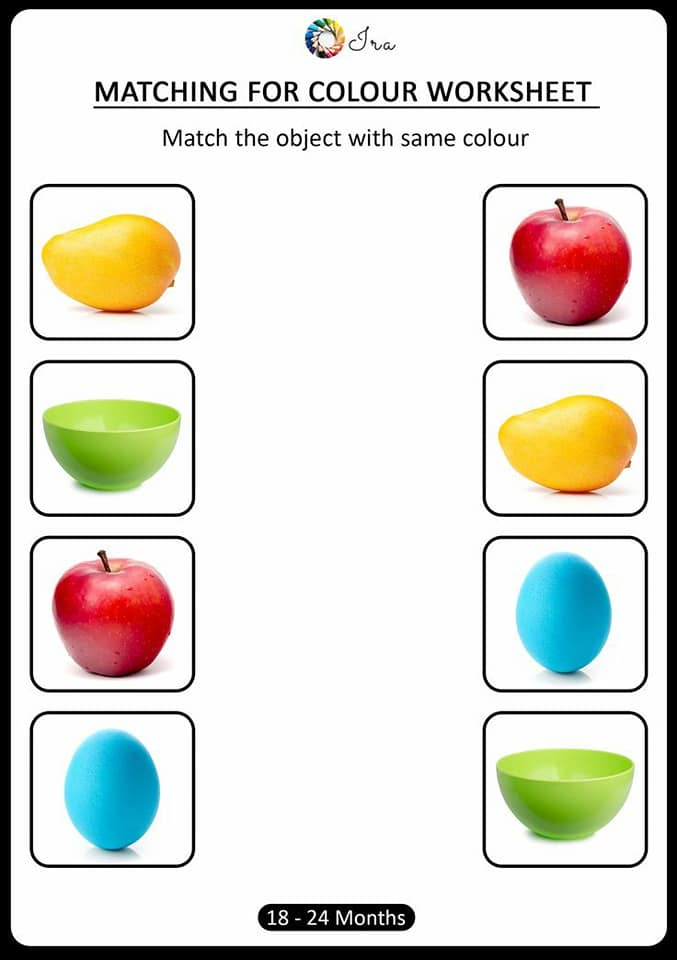 Ira
MATCHING FOR COLOUR WORKSHEET
Match the object with same colour
18 - 24 Months